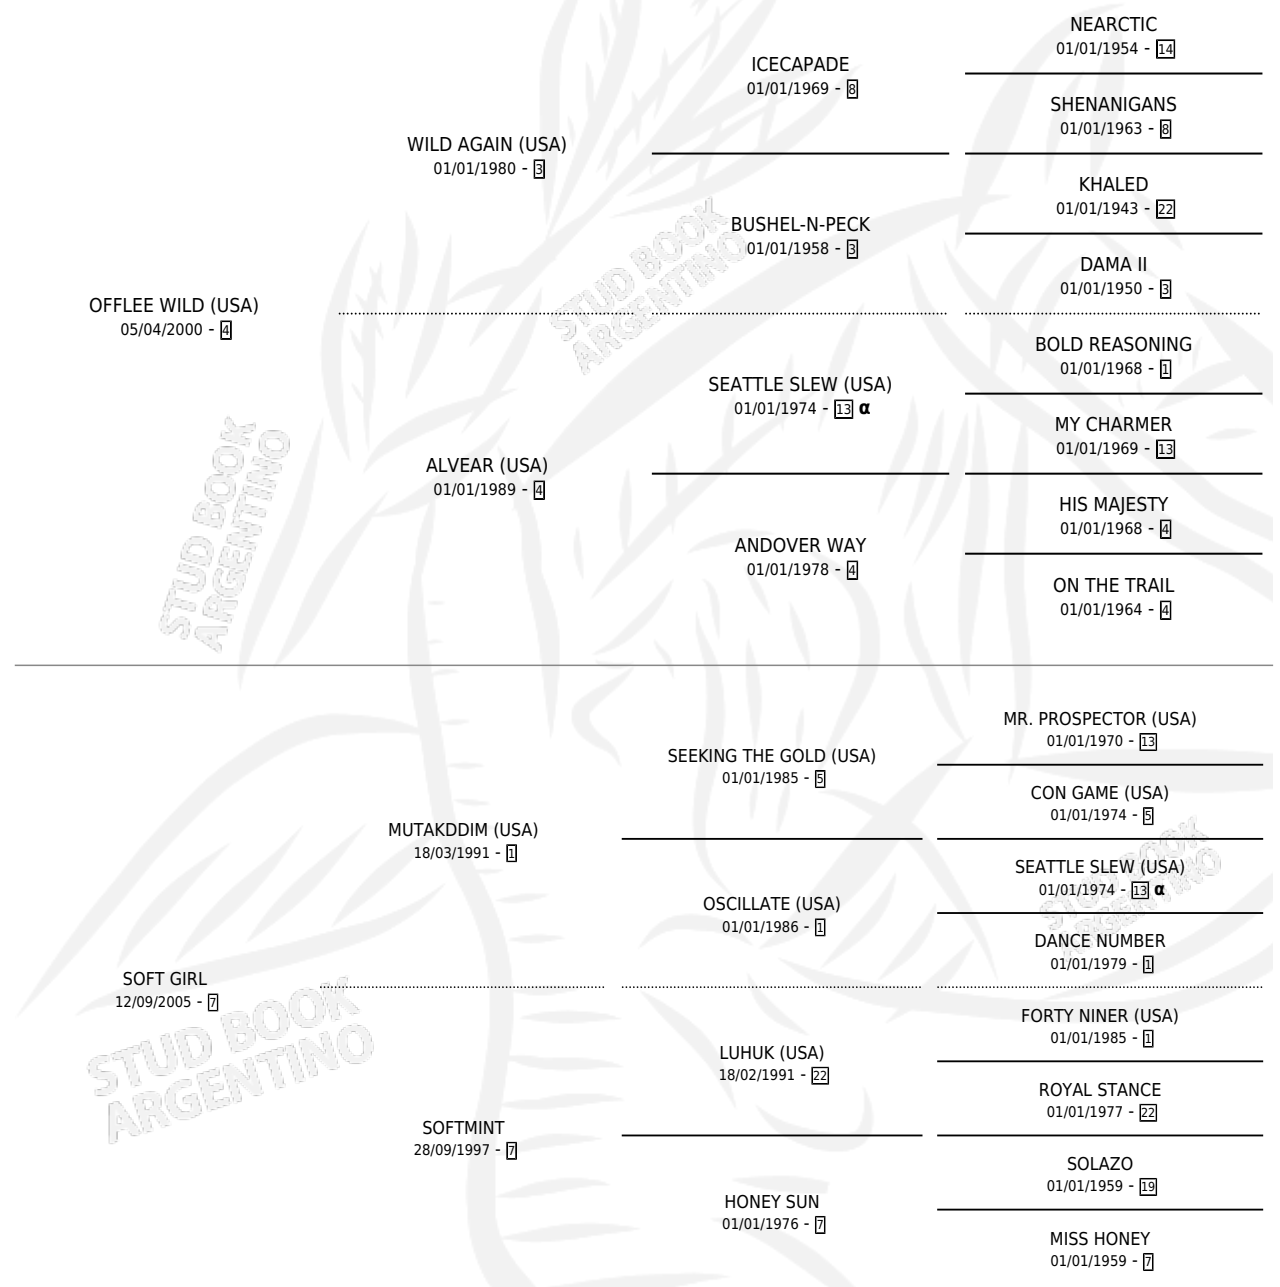 NEARCTIC
01/01/1954 - 14
ICECAPADE
01/01/1969 - 8
SHENANIGANS
01/01/1963 - 8
WILD AGAIN (USA)
01/01/1980 - 3
KHALED
01/01/1943 - 22
BUSHEL-N-PECK
01/01/1958 - 3
DAMA II
01/01/1950 - 3
OFFLEE WILD (USA)
05/04/2000 - 4
BOLD REASONING
01/01/1968 - 1
SEATTLE SLEW (USA)
01/01/1974 - 13 α
MY CHARMER
01/01/1969 - 13
ALVEAR (USA)
01/01/1989 - 4
HIS MAJESTY
01/01/1968 - 4
ANDOVER WAY
01/01/1978 - 4
ON THE TRAIL
01/01/1964 - 4
MR. PROSPECTOR (USA)
01/01/1970 - 13
SEEKING THE GOLD (USA)
01/01/1985 - 5
CON GAME (USA)
01/01/1974 - 5
MUTAKDDIM (USA)
18/03/1991 - 1
SEATTLE SLEW (USA)
01/01/1974 - 13 α
OSCILLATE (USA)
01/01/1986 - 1
DANCE NUMBER
01/01/1979 - 1
SOFT GIRL
12/09/2005 - 7
FORTY NINER (USA)
01/01/1985 - 1
LUHUK (USA)
18/02/1991 - 22
ROYAL STANCE
01/01/1977 - 22
SOFTMINT
28/09/1997 - 7
SOLAZO
01/01/1959 - 19
HONEY SUN
01/01/1976 - 7
MISS HONEY
01/01/1959 - 7
STUD BOOK
ARGENTINO
STUD BOOK
ARGENTINO
STUD BOOK
ARGENTINO
STUD BOOK
ARGENTINO